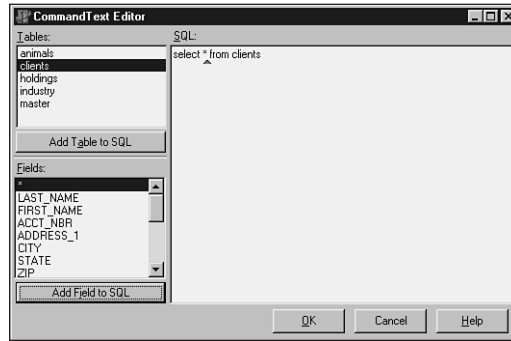 CommandText Editor
Tables:
animals
clients
holdings
industry
master
Add Table to SQL
Fields:
*
LAST_NAME
FIRST_NAME
ACCT_NBR
ADDRESS_1
CITY
STATE
ZIP
Add Field to SQL
SQL:
select * from clients
OK
Cancel
Help